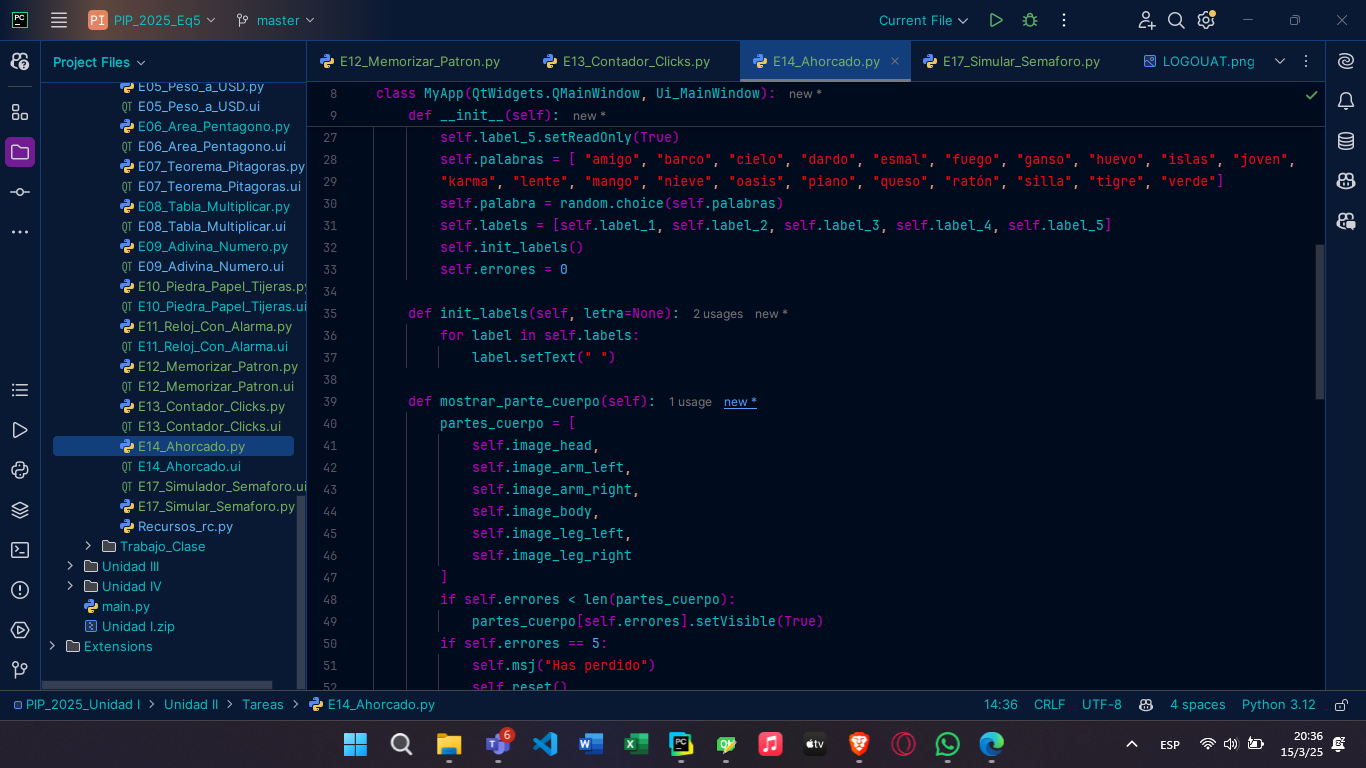 PC
PI PIP_2025_Eq5
master
Current File
Project Files
E12_Memorizar_Patron.py
E13_Contador_Clicks.py
E14_Ahorcado.py
E17_Simular_Semaforo.py
LOGOUAT.png
E05_Peso_a_USD.py
E05_Peso_a_USD.ui
E06_Area_Pentagono.py
E06_Area_Pentagono.ui
E07_Teorema_Pitagoras.py
E07_Teorema_Pitagoras.ui
E08_Tabla_Multiplicar.py
E08_Tabla_Multiplicar.ui
E09_Adivina_Numero.py
E09_Adivina_Numero.ui
E10_Piedra_Papel_Tijeras.py
E10_Piedra_Papel_Tijeras.ui
E11_Reloj_Con_Alarma.py
E11_Reloj_Con_Alarma.ui
E12_Memorizar_Patron.py
E12_Memorizar_Patron.ui
E13_Contador_Clicks.py
E13_Contador_Clicks.ui
E14_Ahorcado.py
E14_Ahorcado.ui
E17_Simulador_Semaforo.ui
E17_Simular_Semaforo.py
Recursos_rc.py
Trabajo_Clase
Unidad III
Unidad IV
main.py
Unidad I.zip
Extensions
8 class MyApp(QtWidgets.QMainWindow, Ui_MainWindow): new *
9 def __init__(self): new *
27 self.label_5.setReadOnly(True)
28 self.palabras = [ "amigo", "barco", "cielo", "dardo", "esmal", "fuego", "ganso", "huevo", "islas", "joven",
29 "karma", "lente", "mango", "nieve", "oasis", "piano", "queso", "ratón", "silla", "tigre", "verde"]
30 self.palabra = random.choice(self.palabras)
31 self.labels = [self.label_1, self.label_2, self.label_3, self.label_4, self.label_5]
32 self.init_labels()
33 self.errores = 0
34
35 def init_labels(self, letra=None): 2 usages new *
36 for label in self.labels:
37 label.setText(" ")
38
39 def mostrar_parte_cuerpo(self): 1 usage new *
40 partes_cuerpo = [
41 self.image_head,
42 self.image_arm_left,
43 self.image_arm_right,
44 self.image_body,
45 self.image_leg_left,
46 self.image_leg_right
47 ]
48 if self.errores < len(partes_cuerpo):
49 partes_cuerpo[self.errores].setVisible(True)
50 if self.errores == 5:
51 self.msj("Has perdido")
52 self.reset()
PIP_2025_Unidad I > Unidad II > Tareas > E14_Ahorcado.py
14:36 CRLF UTF-8 4 spaces Python 3.12
6
ESP
20:36
15/3/25